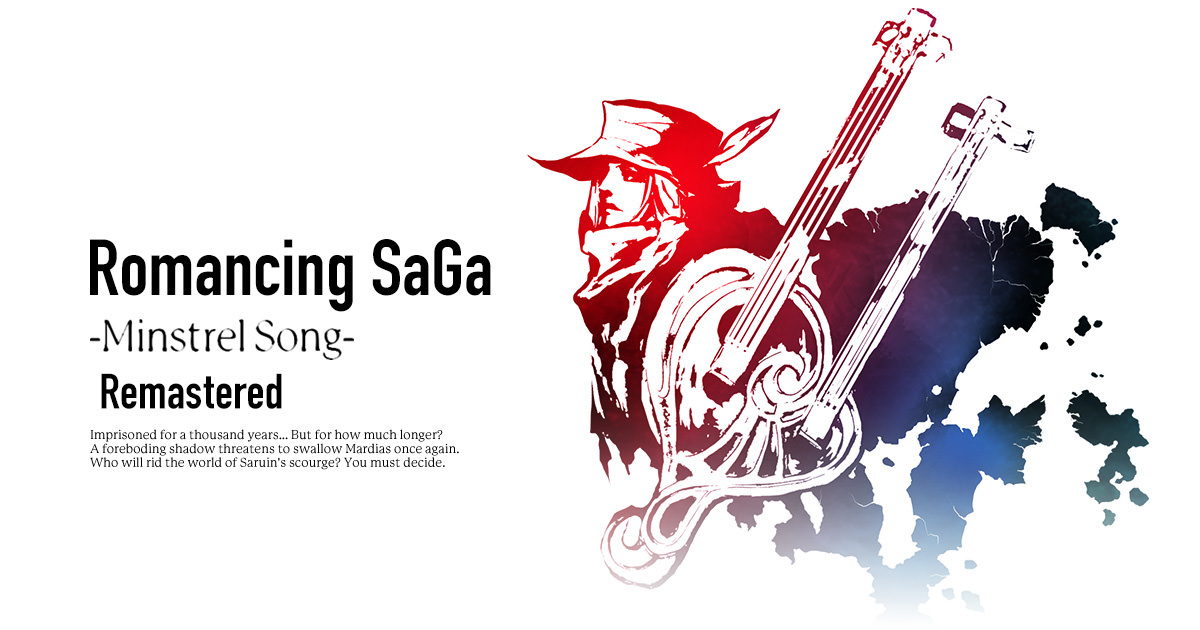 Romancing SaGa
-Minstrel Song-
Remastered
Imprisoned for a thousand years... But for how much longer?
A foreboding shadow threatens to swallow Mardias once again.
Who will rid the world of Saruin's scourge? You must decide.